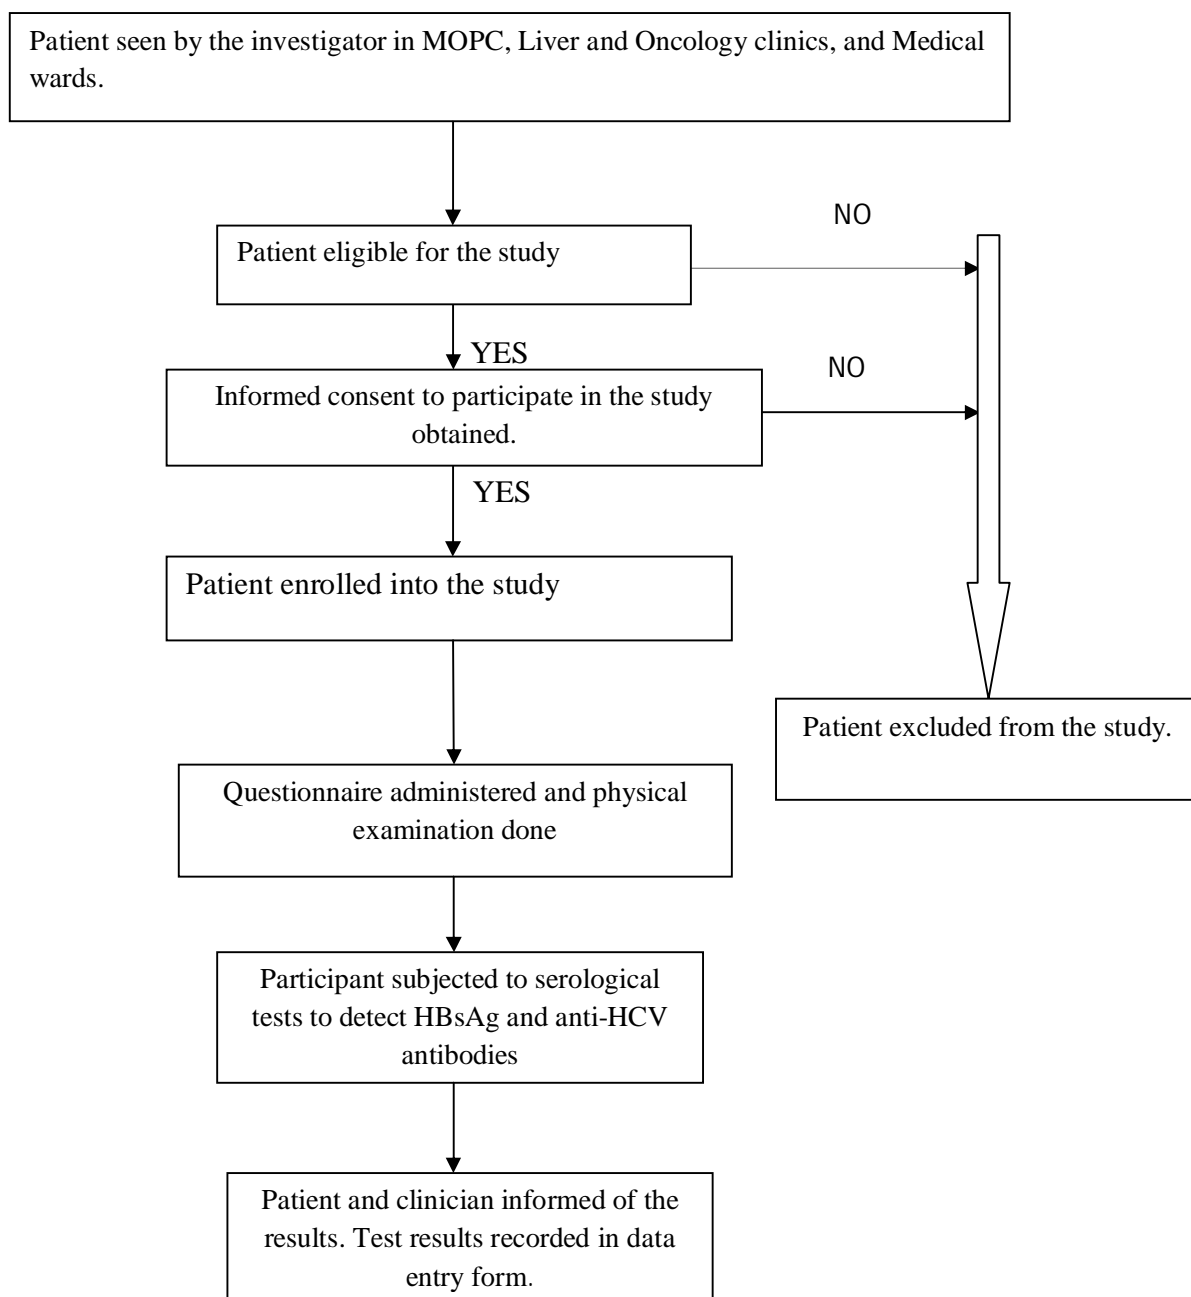 Patient seen by the investigator in MOPC, Liver and Oncology clinics, and Medical
wards.
NO
Patient eligible for the study
YES
NO
Informed consent to participate in the study
obtained.
YES
Patient enrolled into the study
Patient excluded from the study.
Questionnaire administered and physical
examination done
Participant subjected to serological
tests to detect HBsAg and anti-HCV
antibodies
Patient and clinician informed of the
results. Test results recorded in data
entry form.